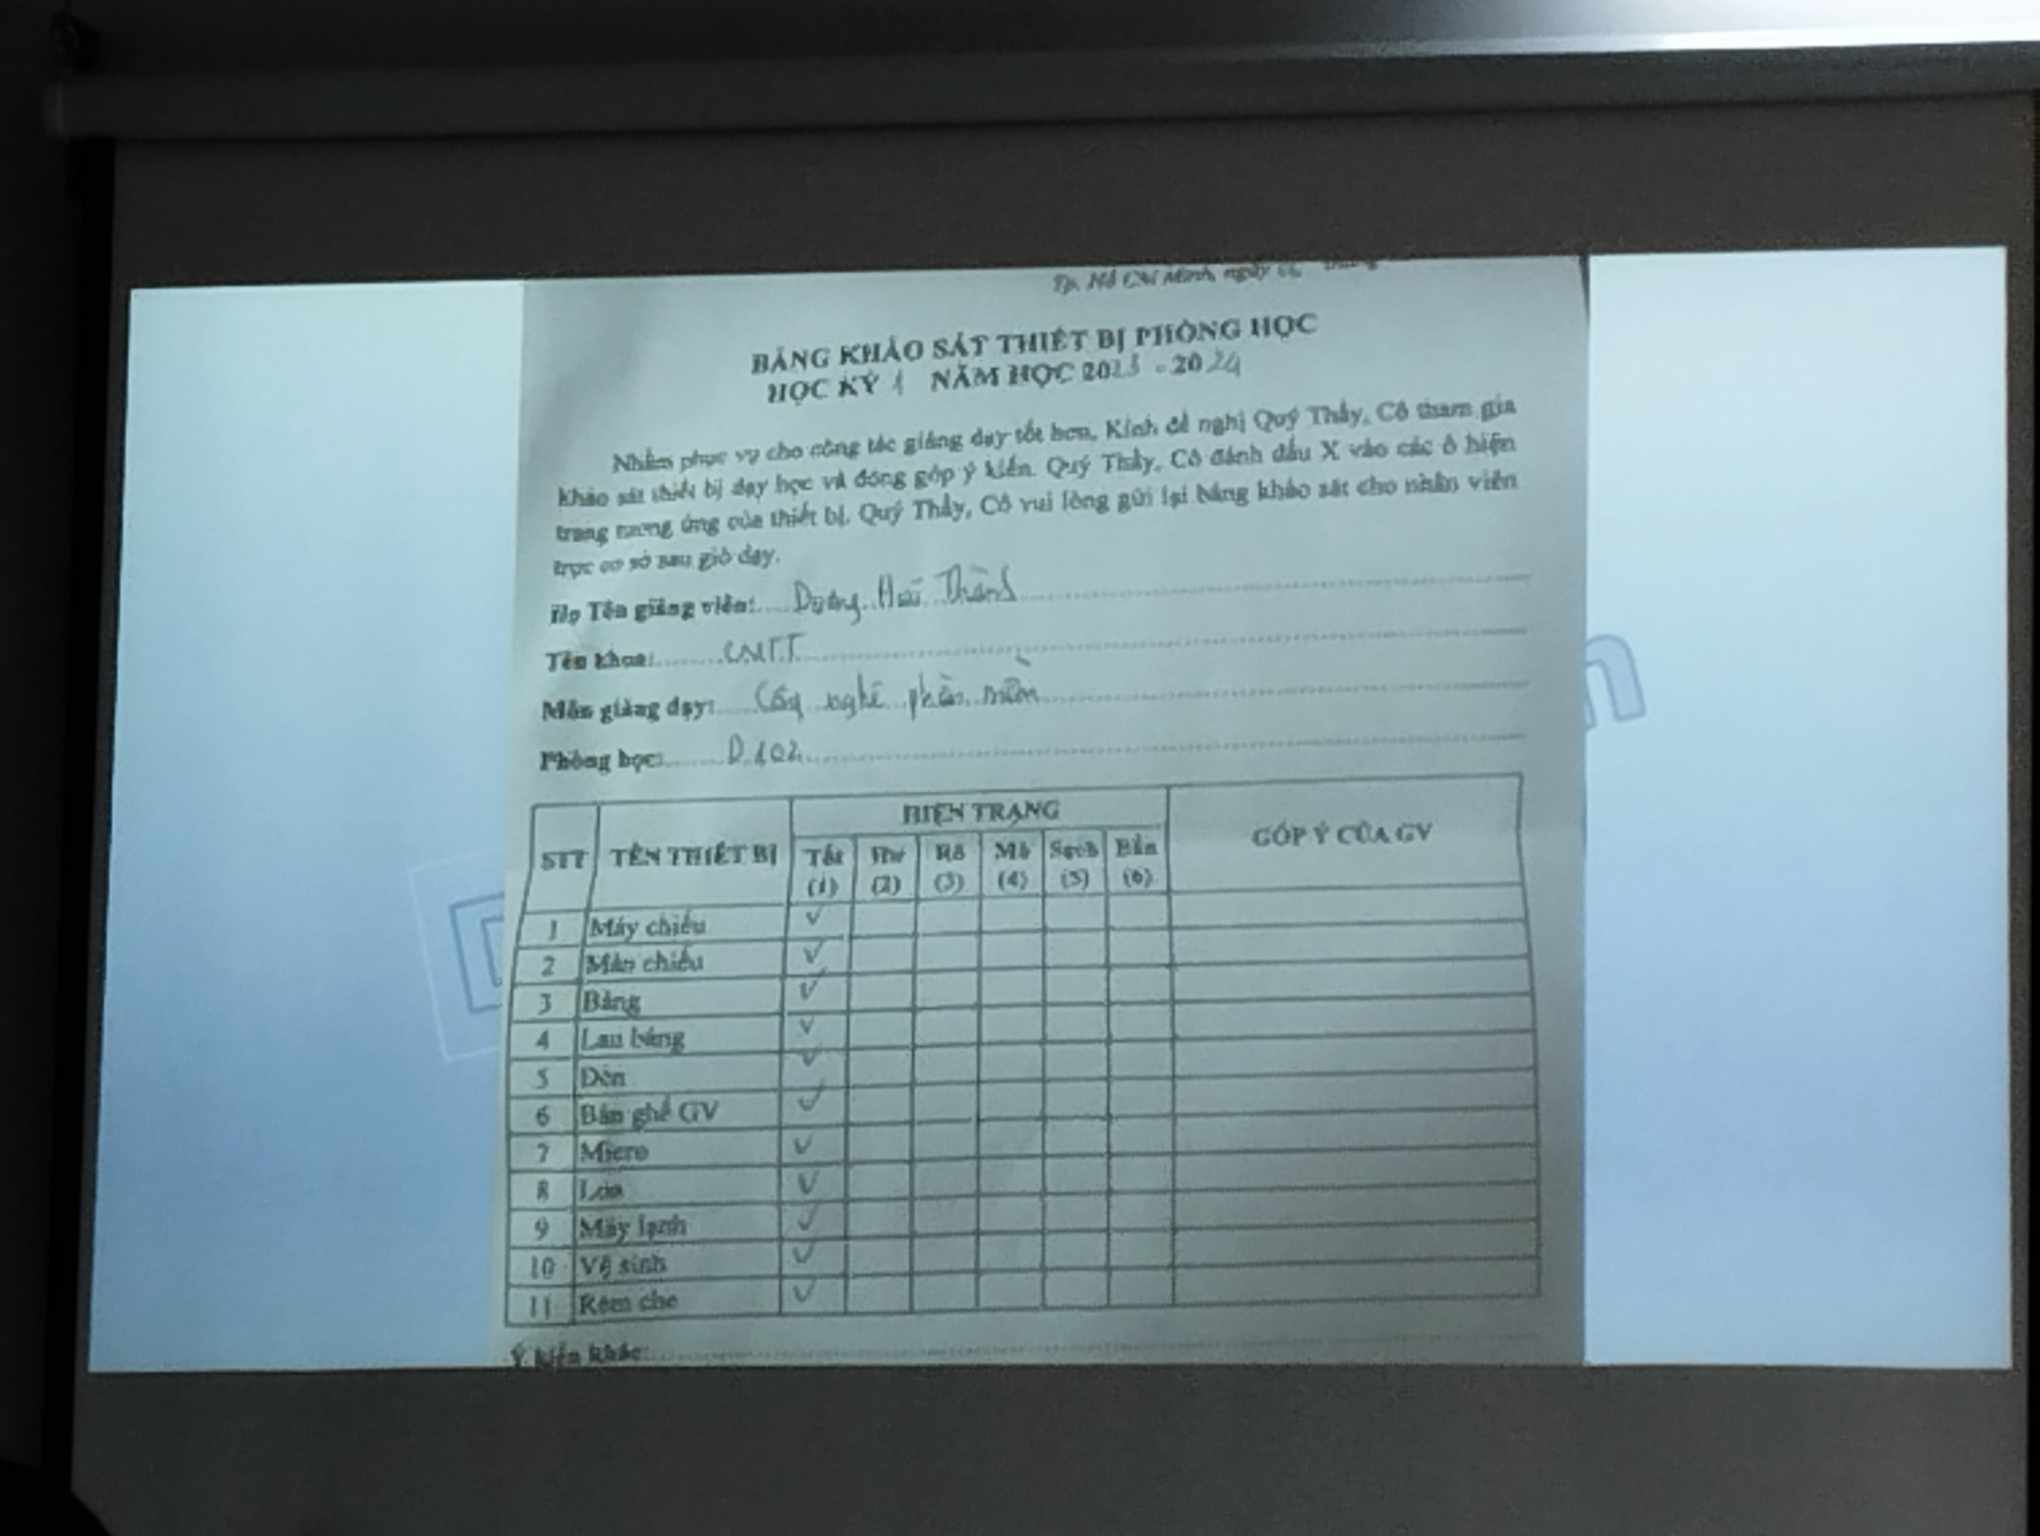 Tp. Hồ Chí Minh, ngày
BẢNG KHẢO SÁT THIẾT BỊ PHÒNG HỌC
HỌC KỲ 1 NĂM HỌC 2023 - 2024
Nhằm phục vụ cho công tác giảng dạy tốt hơn, Kính đề nghị Quý Thầy, Cô tham gia
khảo sát thiết bị dạy học và đóng góp ý kiến. Quý Thầy, Cô đánh dấu X vào các ô hiện
trạng tương ứng của thiết bị. Quý Thầy, Cô vui lòng gửi lại bảng khảo sát cho nhân viên
trực cơ sở sau giờ dạy.
Họ Tên giảng viên: Dương Hữu Thành
Tên khoa: CNTT
Môn giảng dạy: Công nghệ phần mềm
Phòng học: D.102
STT TÊN THIẾT BỊ HIỆN TRẠNG GÓP Ý CỦA GV
Tốt (1) Hư (2) Rõ (3) Mờ (4) Sạch (5) Bẩn (6)
1 Máy chiếu ✓
2 Màn chiếu ✓
3 Bảng ✓
4 Lau bảng ✓
5 Đèn ✓
6 Bàn ghế GV ✓
7 Micro ✓
8 Loa ✓
9 Máy lạnh ✓
10 Vệ sinh ✓
11 Rèm che ✓
Ý kiến khác: